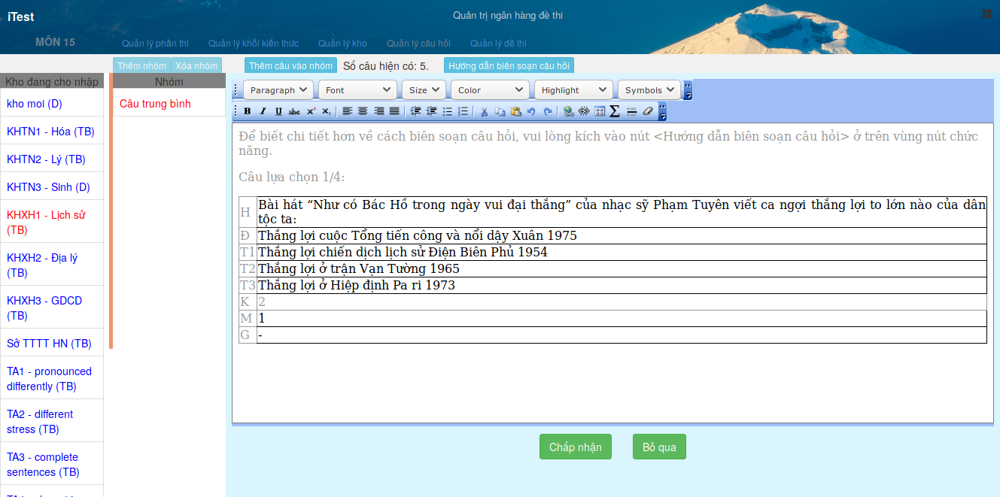 iTest
Quản trị ngân hàng đề thi
MÔN 15
Quản lý phần thi
Quản lý khối kiến thức
Quản lý kho
Quản lý câu hỏi
Quản lý đề thi
Thêm nhóm
Xóa nhóm
Thêm câu vào nhóm
Số câu hiện có: 5.
Hướng dẫn biên soạn câu hỏi
Kho đang cho nhập
kho moi (D)
KHTN1 - Hóa (TB)
KHTN2 - Lý (TB)
KHTN3 - Sinh (D)
KHXH1 - Lịch sử
(TB)
KHXH2 - Địa lý
(TB)
KHXH3 - GDCD
(TB)
Sở TTTT HN (TB)
TA1 - pronounced
differently (TB)
TA2 - different
stress (TB)
TA3 - complete
sentences (TB)
Nhóm
Câu trung bình
Paragraph
Font
Size
Color
Highlight
Symbols
Để biết chi tiết hơn về cách biên soạn câu hỏi, vui lòng kích vào nút <Hướng dẫn biên soạn câu hỏi> ở trên vùng nút chức
năng.
Câu lựa chọn 1/4:
H Bài hát “Như có Bác Hồ trong ngày vui đại thắng” của nhạc sỹ Phạm Tuyên viết ca ngợi thắng lợi to lớn nào của dân
tộc ta:
Đ Thắng lợi cuộc Tổng tiến công và nổi dậy Xuân 1975
T1 Thắng lợi chiến dịch lịch sử Điện Biên Phủ 1954
T2 Thắng lợi ở trận Vạn Tường 1965
T3 Thắng lợi ở Hiệp định Pa ri 1973
K 2
M 1
G -
Chấp nhận
Bỏ qua